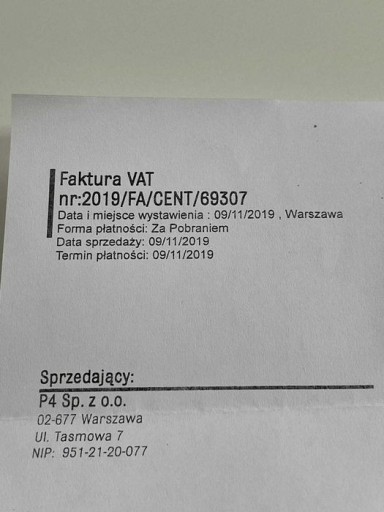 Faktura VAT
nr:2019/FA/CENT/69307
Data i miejsce wystawienia : 09/11/2019 , Warszawa
Forma płatności: Za Pobraniem
Data sprzedaży: 09/11/2019
Termin płatności: 09/11/2019
Sprzedający:
P4 Sp. z o.o.
02-677 Warszawa
Ul. Tasmowa 7
NIP: 951-21-20-077